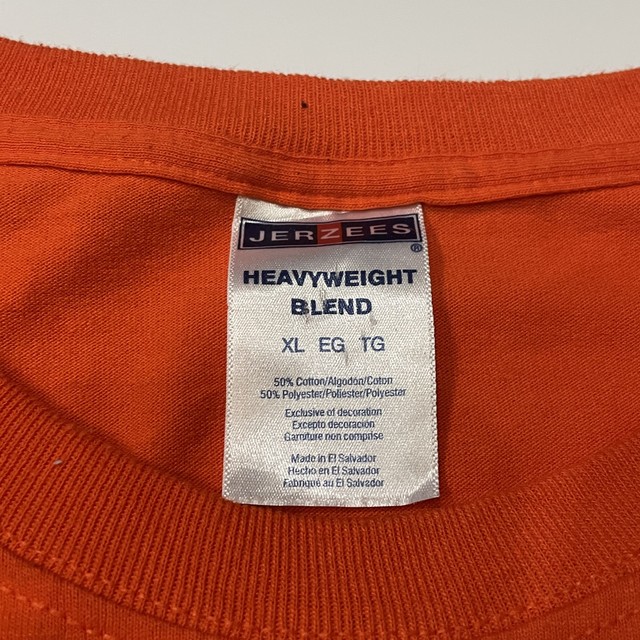 JERZEES
®
HEAVYWEIGHT
BLEND
XL EG TG
50% Cotton/Algodón/Coton
50% Polyester/Poliéster/Polyester
Exclusive of decoration
Excepto decoración
Garniture non comprise
Made in El Salvador
Hecho en El Salvador
Fabriqué au El Salvador